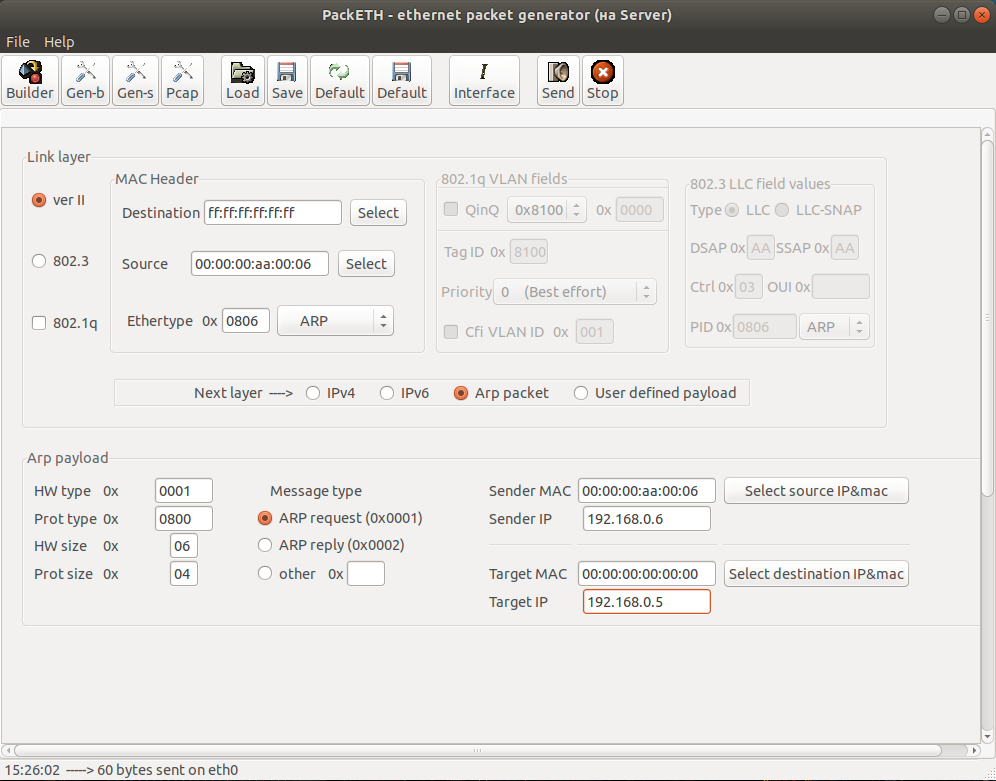 PackETH - ethernet packet generator (на Server)
File Help
Builder Gen-b Gen-s Pcap Load Save Default Default Interface Send Stop
Link layer
MAC Header
802.1q VLAN fields
802.3 LLC field values
ver II
Destination ff:ff:ff:ff:ff:ff Select
QinQ 0x8100 0x 0000
Type LLC LLC-SNAP
DSAP 0x AA SSAP 0x AA
802.3
Source 00:00:00:aa:00:06 Select
Tag ID 0x 8100
Ctrl 0x 03 OUI 0x
Priority 0 (Best effort)
802.1q
Ethertype 0x 0806 ARP
Cfi VLAN ID 0x 001
PID 0x 0806 ARP
Next layer ----> IPv4 IPv6 Arp packet User defined payload
Arp payload
HW type 0x 0001 Message type Sender MAC 00:00:00:aa:00:06 Select source IP&mac
Prot type 0x 0800 ARP request (0x0001) Sender IP 192.168.0.6
HW size 0x 06 ARP reply (0x0002)
Prot size 0x 04 other 0x Target MAC 00:00:00:00:00:00 Select destination IP&mac
Target IP 192.168.0.5
15:26:02 -----> 60 bytes sent on eth0